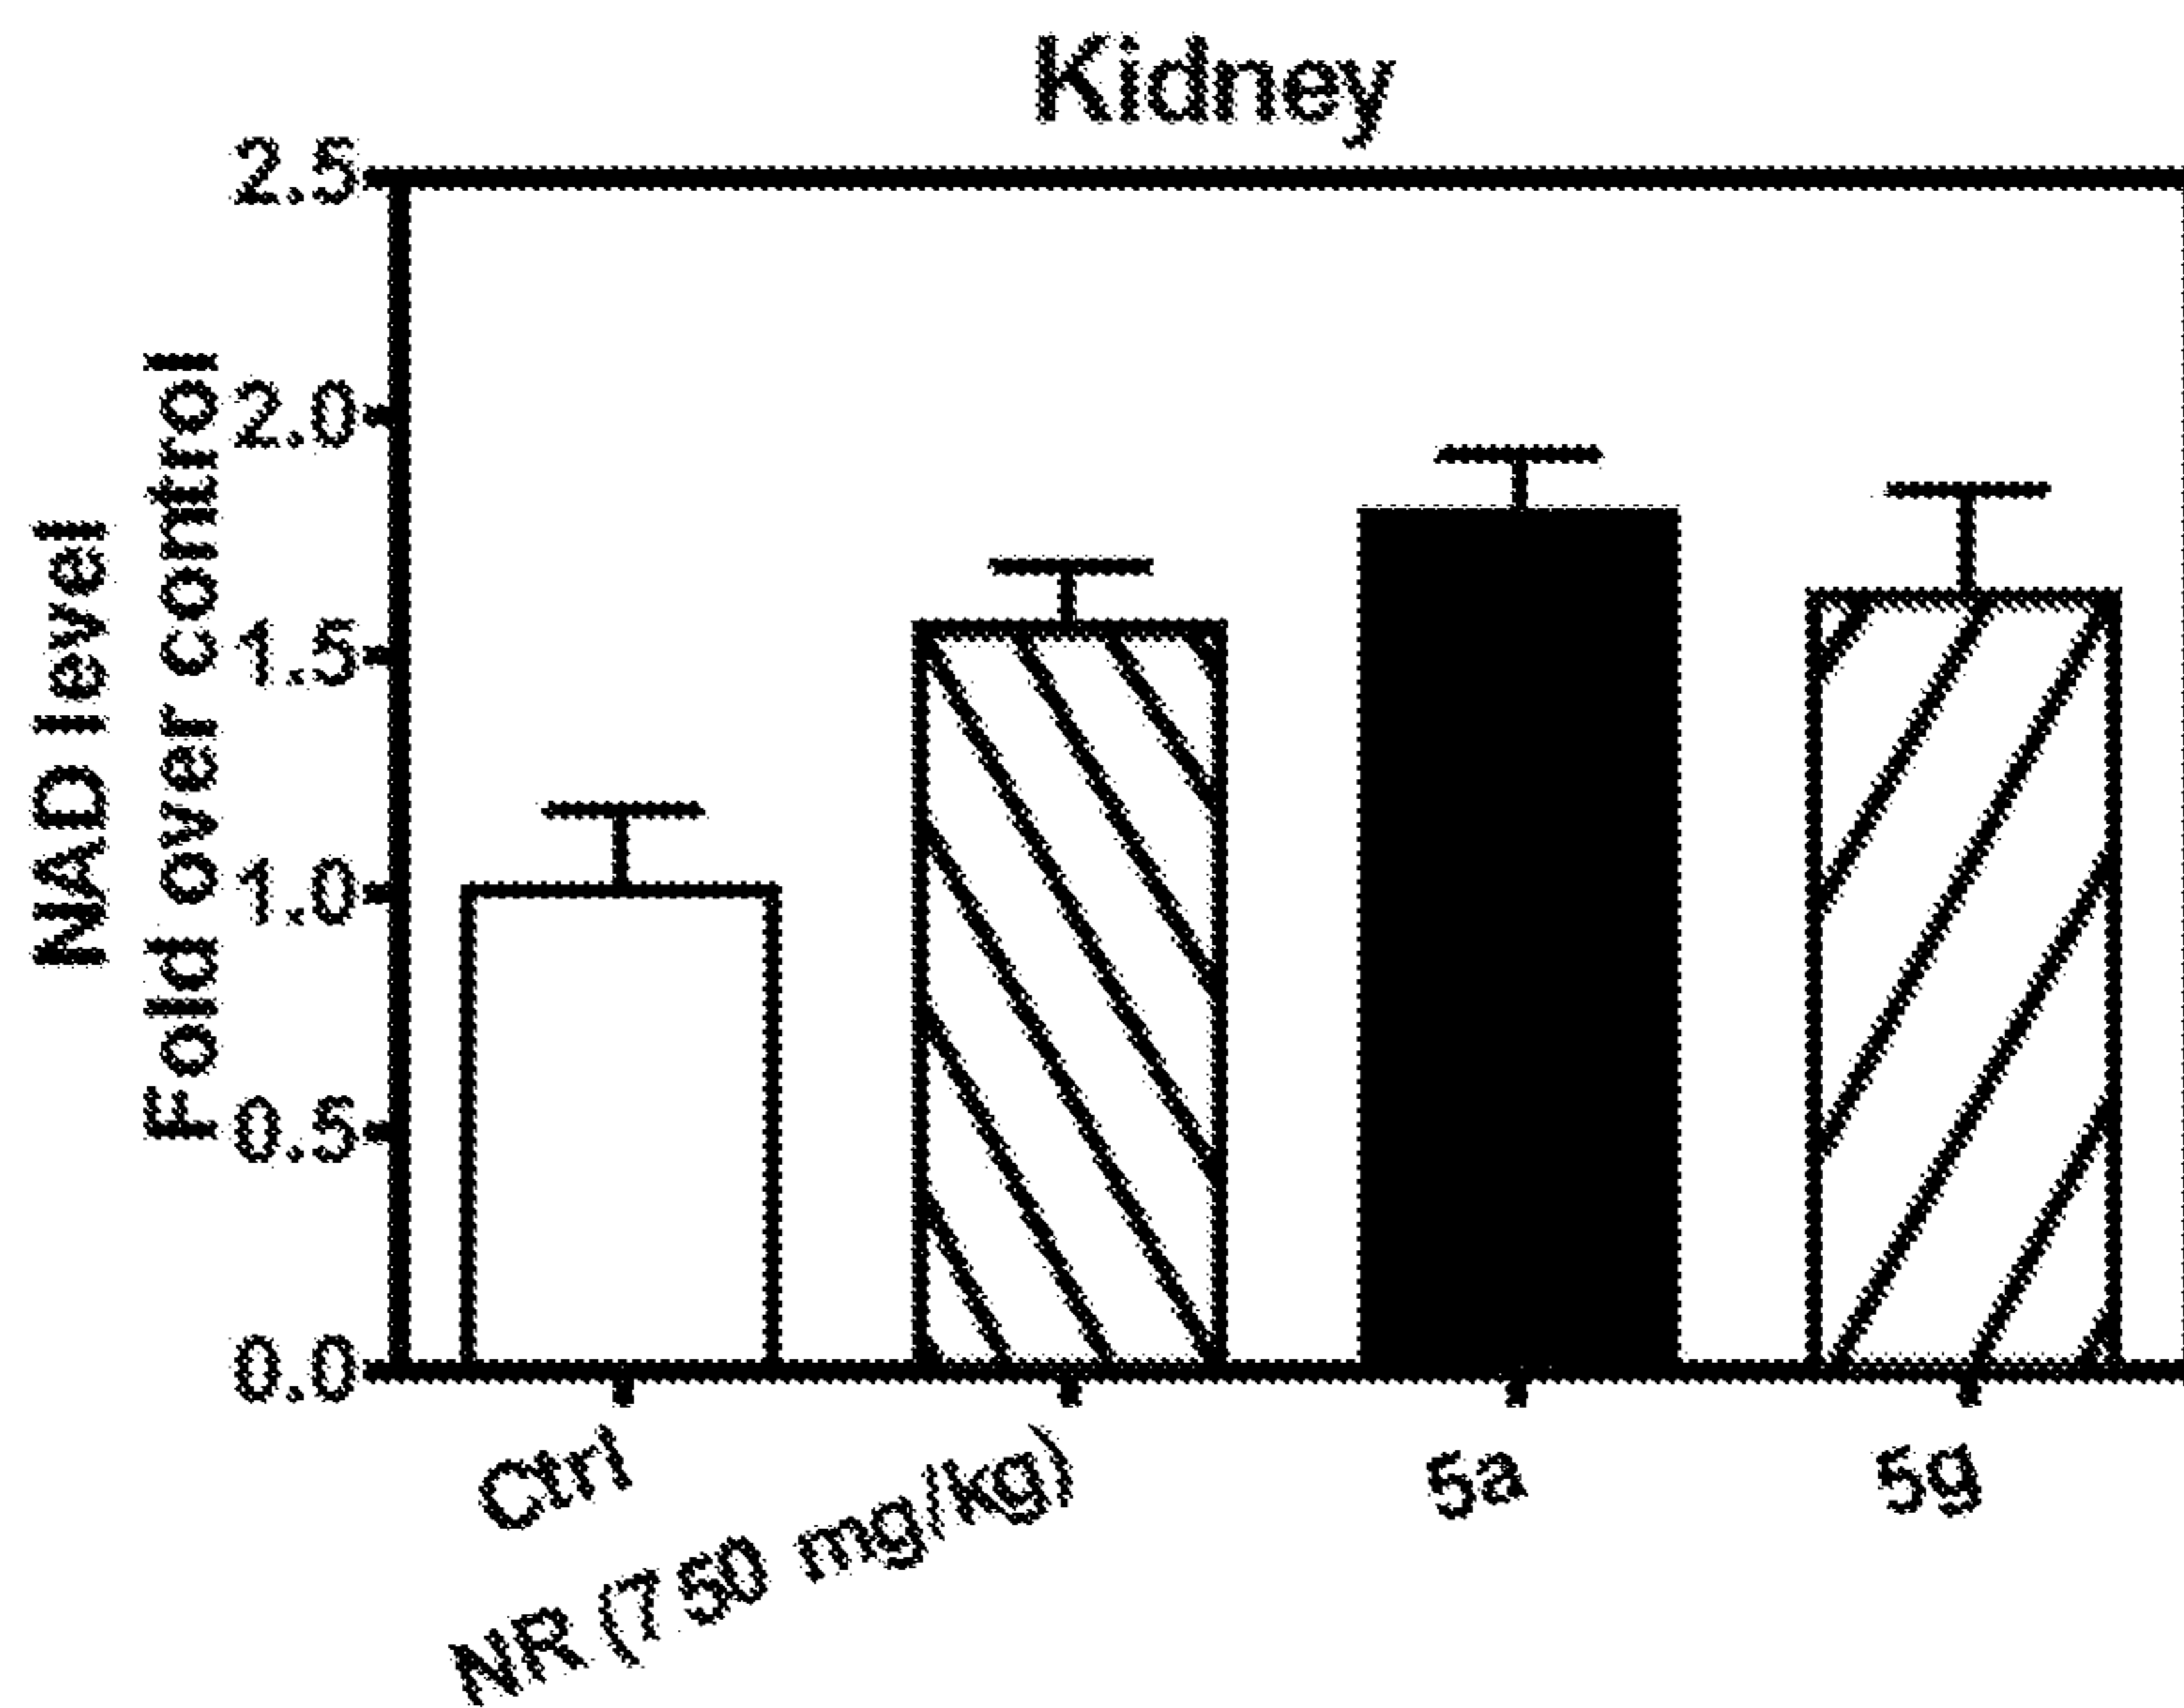 Kidney
NAD level
Fold over control
2.5
2.0
1.5
1.0
0.5
0.0
Ctrl
NR (150 mg/kg)
5a
5g